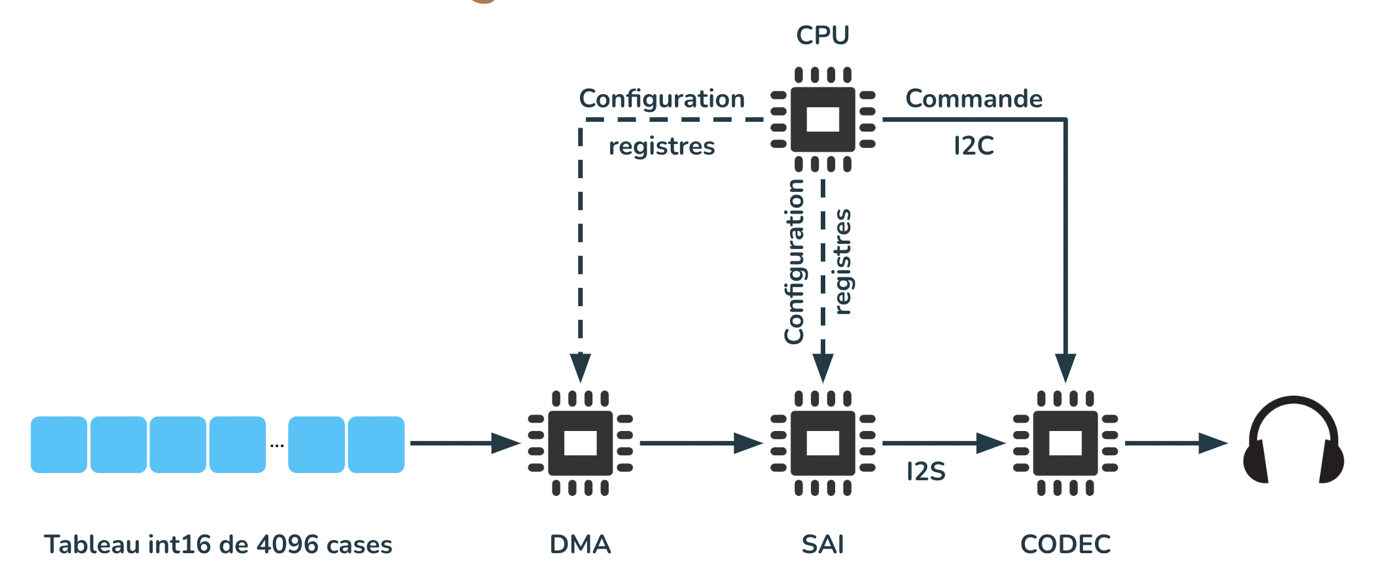 CPU
Configuration
registres
Commande
I2C
Configuration
registres
...
I2S
Tableau int16 de 4096 cases
DMA
SAI
CODEC